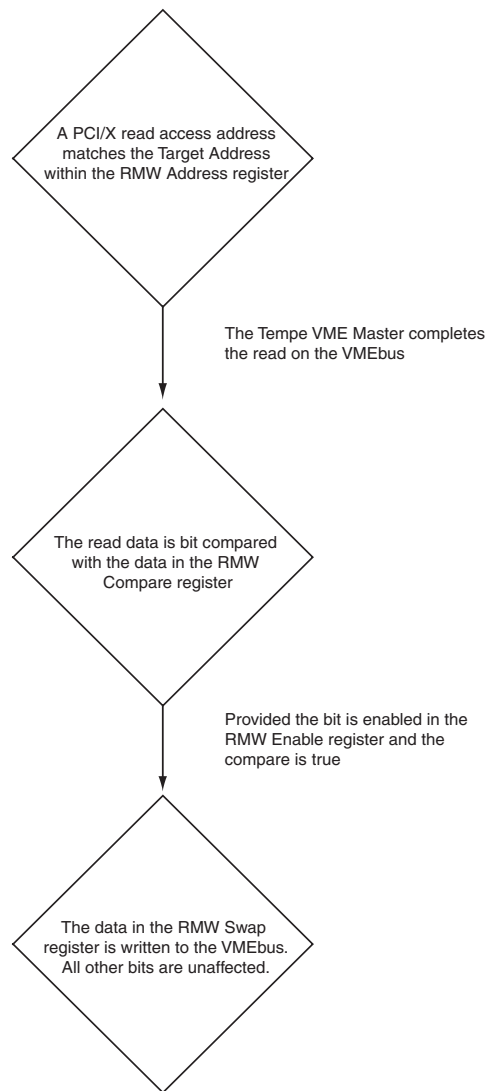 A PCI/X read access address
matches the Target Address
within the RMW Address register
The Tempe VME Master completes
the read on the VMEbus
The read data is bit compared
with the data in the RMW
Compare register
Provided the bit is enabled in the
RMW Enable register and the
compare is true
The data in the RMW Swap
register is written to the VMEbus.
All other bits are unaffected.